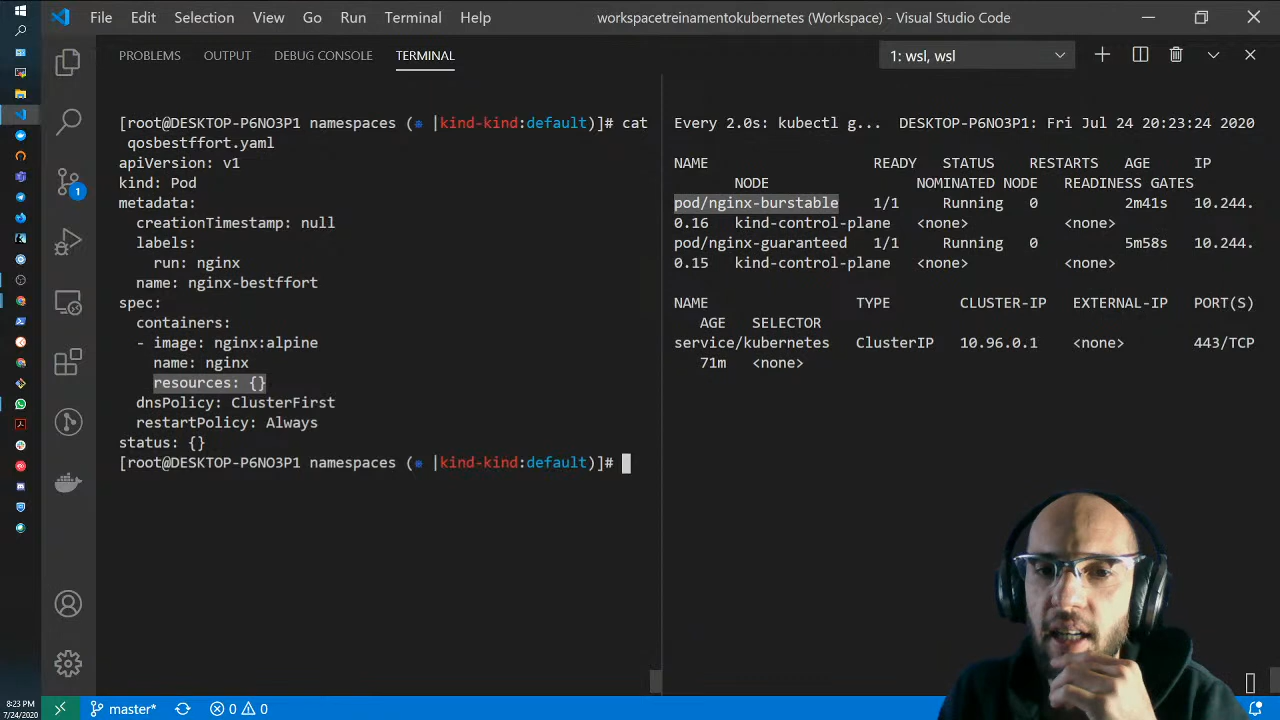 File Edit Selection View Go Run Terminal Help workspacetreinamentokubernetes (Workspace) - Visual Studio Code
PROBLEMS OUTPUT DEBUG CONSOLE TERMINAL 1: wsl, wsl
[root@DESKTOP-P6NO3P1 namespaces (⎈ |kind-kind:default)]# cat
qosbestffort.yaml
apiVersion: v1
kind: Pod
metadata:
creationTimestamp: null
labels:
run: nginx
name: nginx-bestffort
spec:
containers:
- image: nginx:alpine
name: nginx
resources: {}
dnsPolicy: ClusterFirst
restartPolicy: Always
status: {}
[root@DESKTOP-P6NO3P1 namespaces (⎈ |kind-kind:default)]#
Every 2.0s: kubectl g... DESKTOP-P6NO3P1: Fri Jul 24 20:23:24 2020
NAME READY STATUS RESTARTS AGE IP
NODE NOMINATED NODE READINESS GATES
pod/nginx-burstable 1/1 Running 0 2m41s 10.244.
0.16 kind-control-plane <none> <none>
pod/nginx-guaranteed 1/1 Running 0 5m58s 10.244.
0.15 kind-control-plane <none> <none>
NAME TYPE CLUSTER-IP EXTERNAL-IP PORT(S)
AGE SELECTOR
service/kubernetes ClusterIP 10.96.0.1 <none> 443/TCP
71m <none>
1
master* 0 0
8:23 PM
7/24/2020